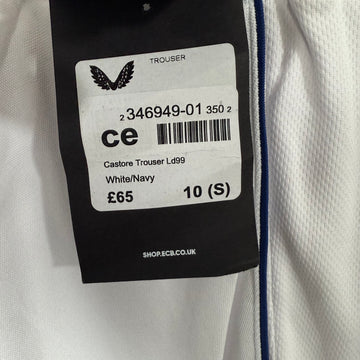 TROUSER
2 346949-01 350 2
ce
Castore Trouser Ld99
White/Navy
£65 10 (S)
SHOP.ECB.CO.UK